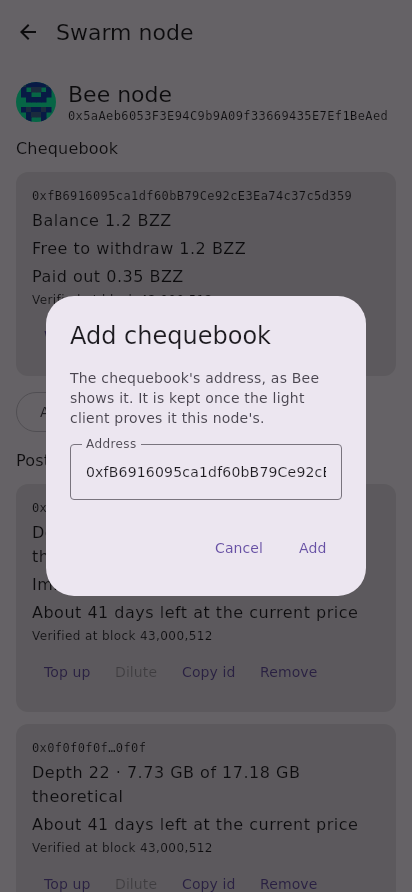 Swarm node
Bee node
0x5aAeb6053F3E94C9b9A09f33669435E7Ef1BeAed
Chequebook
0xfB6916095ca1df60bB79Ce92cE3Ea74c37c5d359
Balance 1.2 BZZ
Free to withdraw 1.2 BZZ
Paid out 0.35 BZZ
Add chequebook
The chequebook's address, as Bee
shows it. It is kept once the light
client proves it this node's.
Address
0xfB6916095ca1df60bB79Ce92cE
Cancel
Add
About 41 days left at the current price
Verified at block 43,000,512
Top up Dilute Copy id Remove
0x0f0f0f0f…0f0f
Depth 22 · 7.73 GB of 17.18 GB
theoretical
About 41 days left at the current price
Verified at block 43,000,512
Top up Dilute Copy id Remove